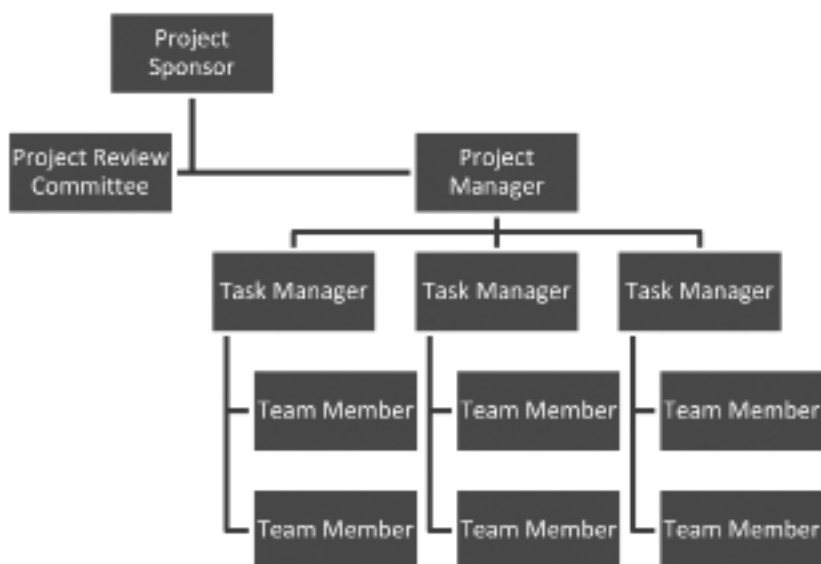 Project
Sponsor
Project Review
Committee
Project
Manager
Task Manager
Task Manager
Task Manager
Team Member
Team Member
Team Member
Team Member
Team Member
Team Member